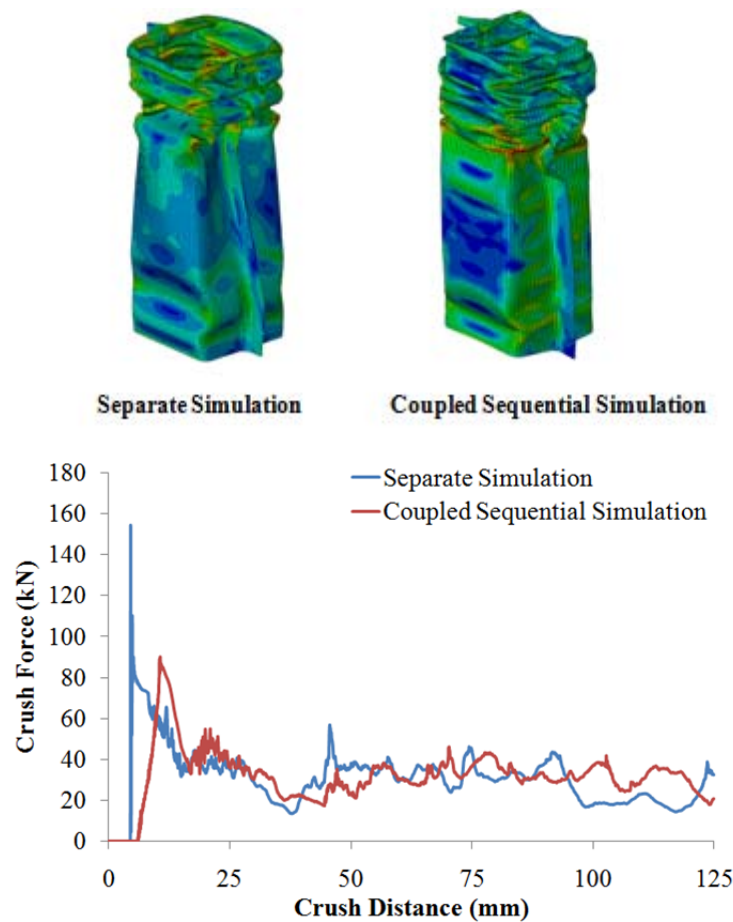 Separate Simulation
Coupled Sequential Simulation
180
160
140
120
100
80
60
40
20
0
Crush Force (kN)
Separate Simulation
Coupled Sequential Simulation
0 25 50 75 100 125
Crush Distance (mm)